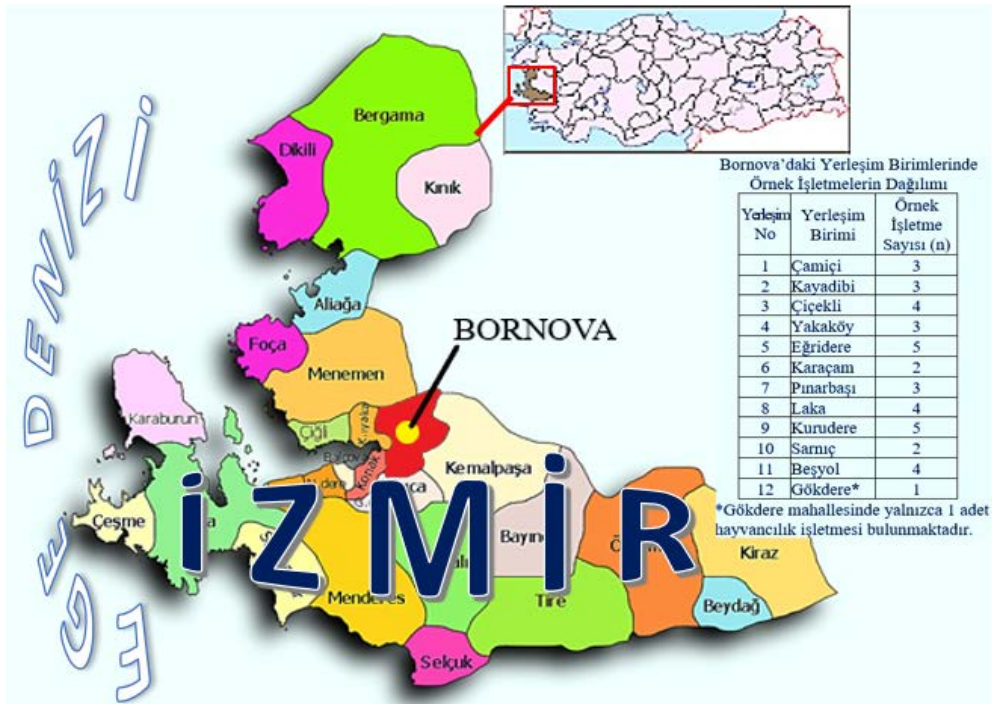 EGE DENİZİ
Bergama
Dikili
Kınık
Aliağa
Foça
Menemen
BORNOVA
Karaburun
Çiğli
Kemalpaşa
Konak
Çeşme
İZMİR
Menderes
Tire
Kiraz
Beydağ
Selçuk
Bornova’daki Yerleşim Birimlerinde
Örnek İşletmelerin Dağılımı
Yerleşim No Yerleşim Birimi Örnek İşletme Sayısı (n)
1 Çamiçi 3
2 Kayadibi 3
3 Çiçekli 4
4 Yakaköy 3
5 Eğridere 5
6 Karaçam 2
7 Pınarbaşı 3
8 Laka 4
9 Kurudere 5
10 Sarnıç 2
11 Beşyol 4
12 Gökdere* 1
*Gökdere mahallesinde yalnızca 1 adet
hayvancılık işletmesi bulunmaktadır.